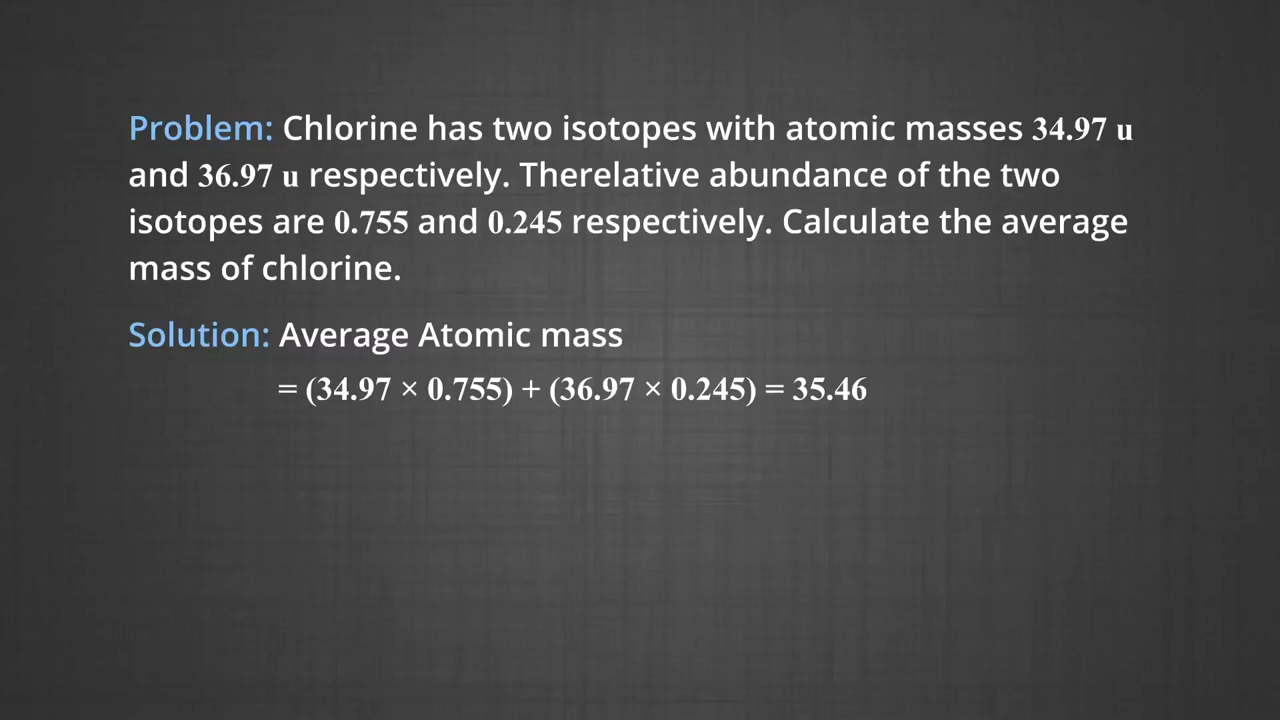 Problem: Chlorine has two isotopes with atomic masses 34.97 u
and 36.97 u respectively. Therelative abundance of the two
isotopes are 0.755 and 0.245 respectively. Calculate the average
mass of chlorine.
Solution: Average Atomic mass
= (34.97 × 0.755) + (36.97 × 0.245) = 35.46